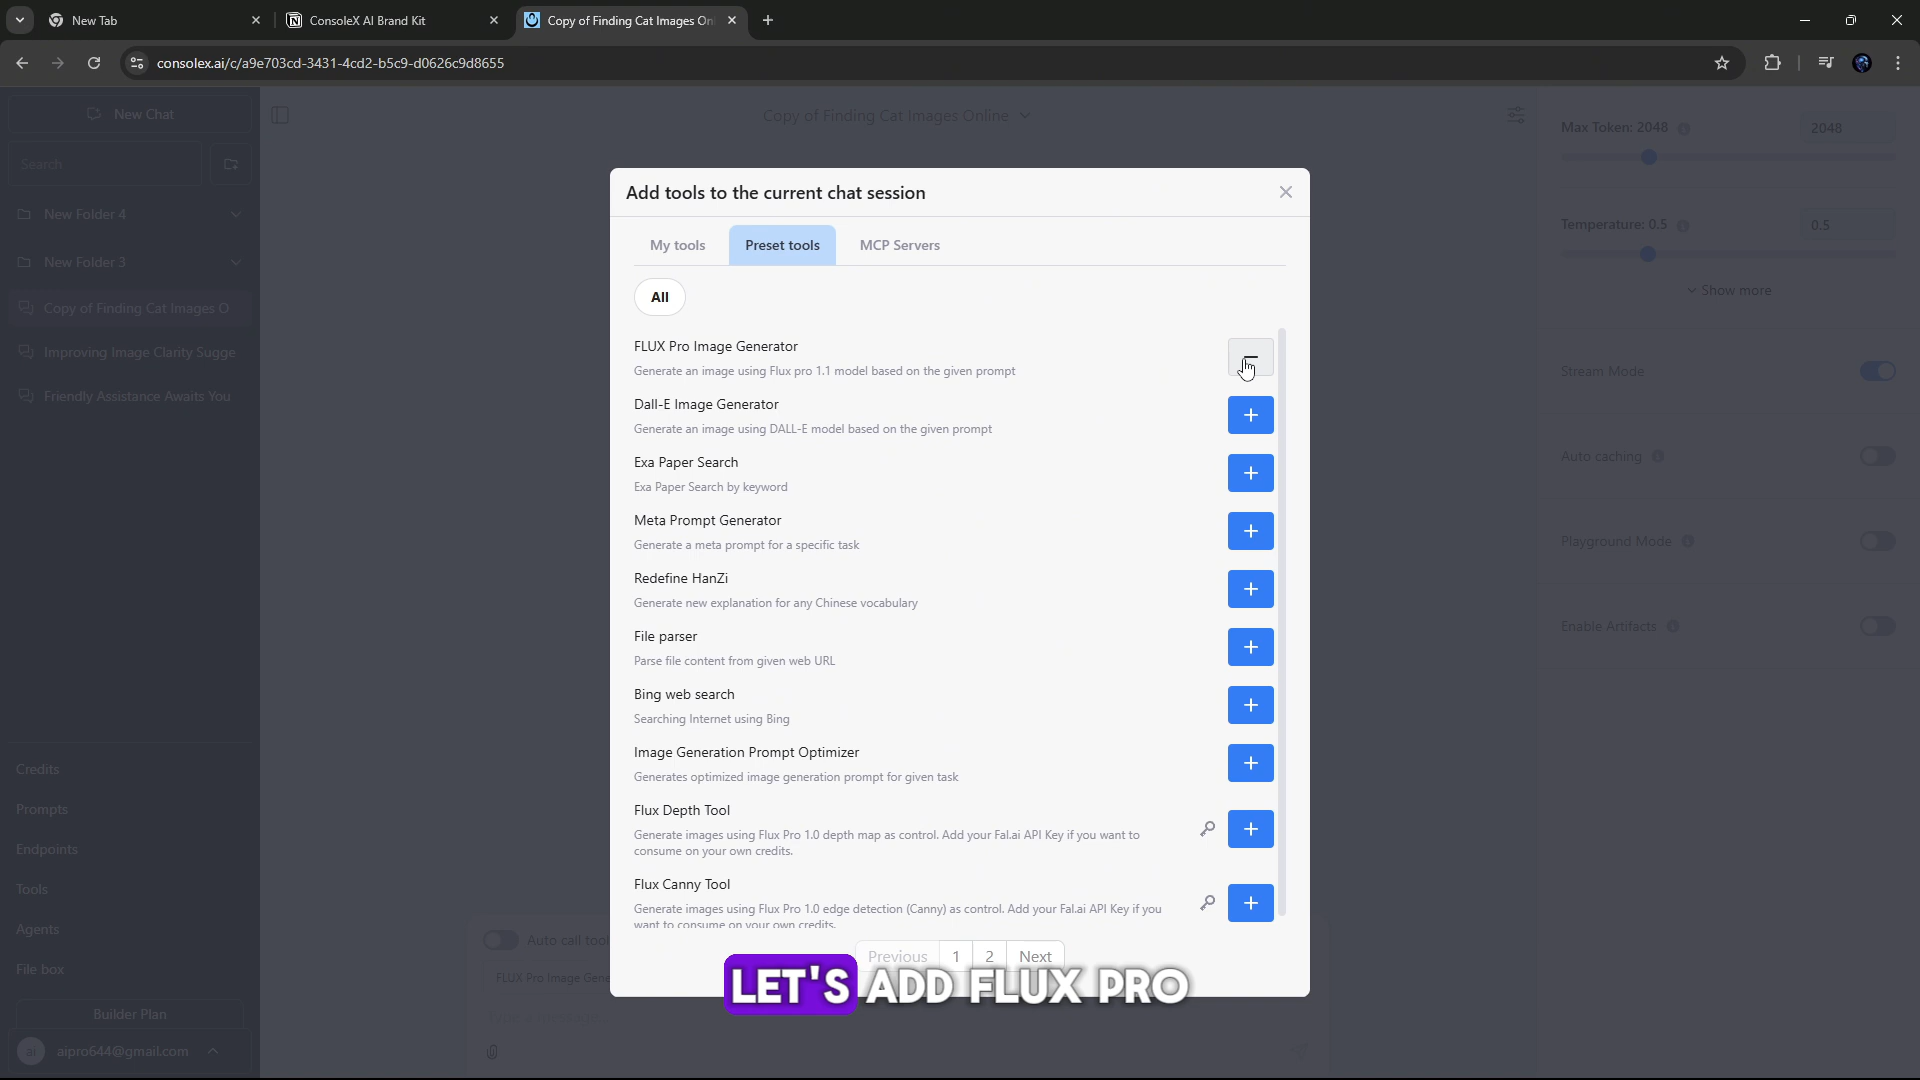 New Tab
ConsoleX AI Brand Kit
Copy of Finding Cat Images On
consolex.ai/c/a9e703cd-3431-4cd2-b5c9-d0626c9d8655
New Chat
Search
New Folder 4
New Folder 3
Copy of Finding Cat Images O
Improving Image Clarity Sugge
Friendly Assistance Awaits You
Credits
Prompts
Endpoints
Tools
Agents
File box
Builder Plan
ai
aipro644@gmail.com
Copy of Finding Cat Images Online
Add tools to the current chat session
My tools
Preset tools
MCP Servers
All
FLUX Pro Image Generator
Generate an image using Flux pro 1.1 model based on the given prompt
Dall-E Image Generator
Generate an image using DALL-E model based on the given prompt
Exa Paper Search
Exa Paper Search by keyword
Meta Prompt Generator
Generate a meta prompt for a specific task
Redefine HanZi
Generate new explanation for any Chinese vocabulary
File parser
Parse file content from given web URL
Bing web search
Searching Internet using Bing
Image Generation Prompt Optimizer
Generates optimized image generation prompt for given task
Flux Depth Tool
Generate images using Flux Pro 1.0 depth map as control. Add your Fal.ai API Key if you want to
consume on your own credits.
Flux Canny Tool
Generate images using Flux Pro 1.0 edge detection (Canny) as control. Add your Fal.ai API Key if you
want to consume on your own credits.
Previous 1 2 Next
LET'S ADD FLUX PRO
Auto call tool
FLUX Pro Image Gene
Max Token: 2048
2048
Temperature: 0.5
0.5
Show more
Stream Mode
Auto caching
Playground Mode
Enable Artifacts